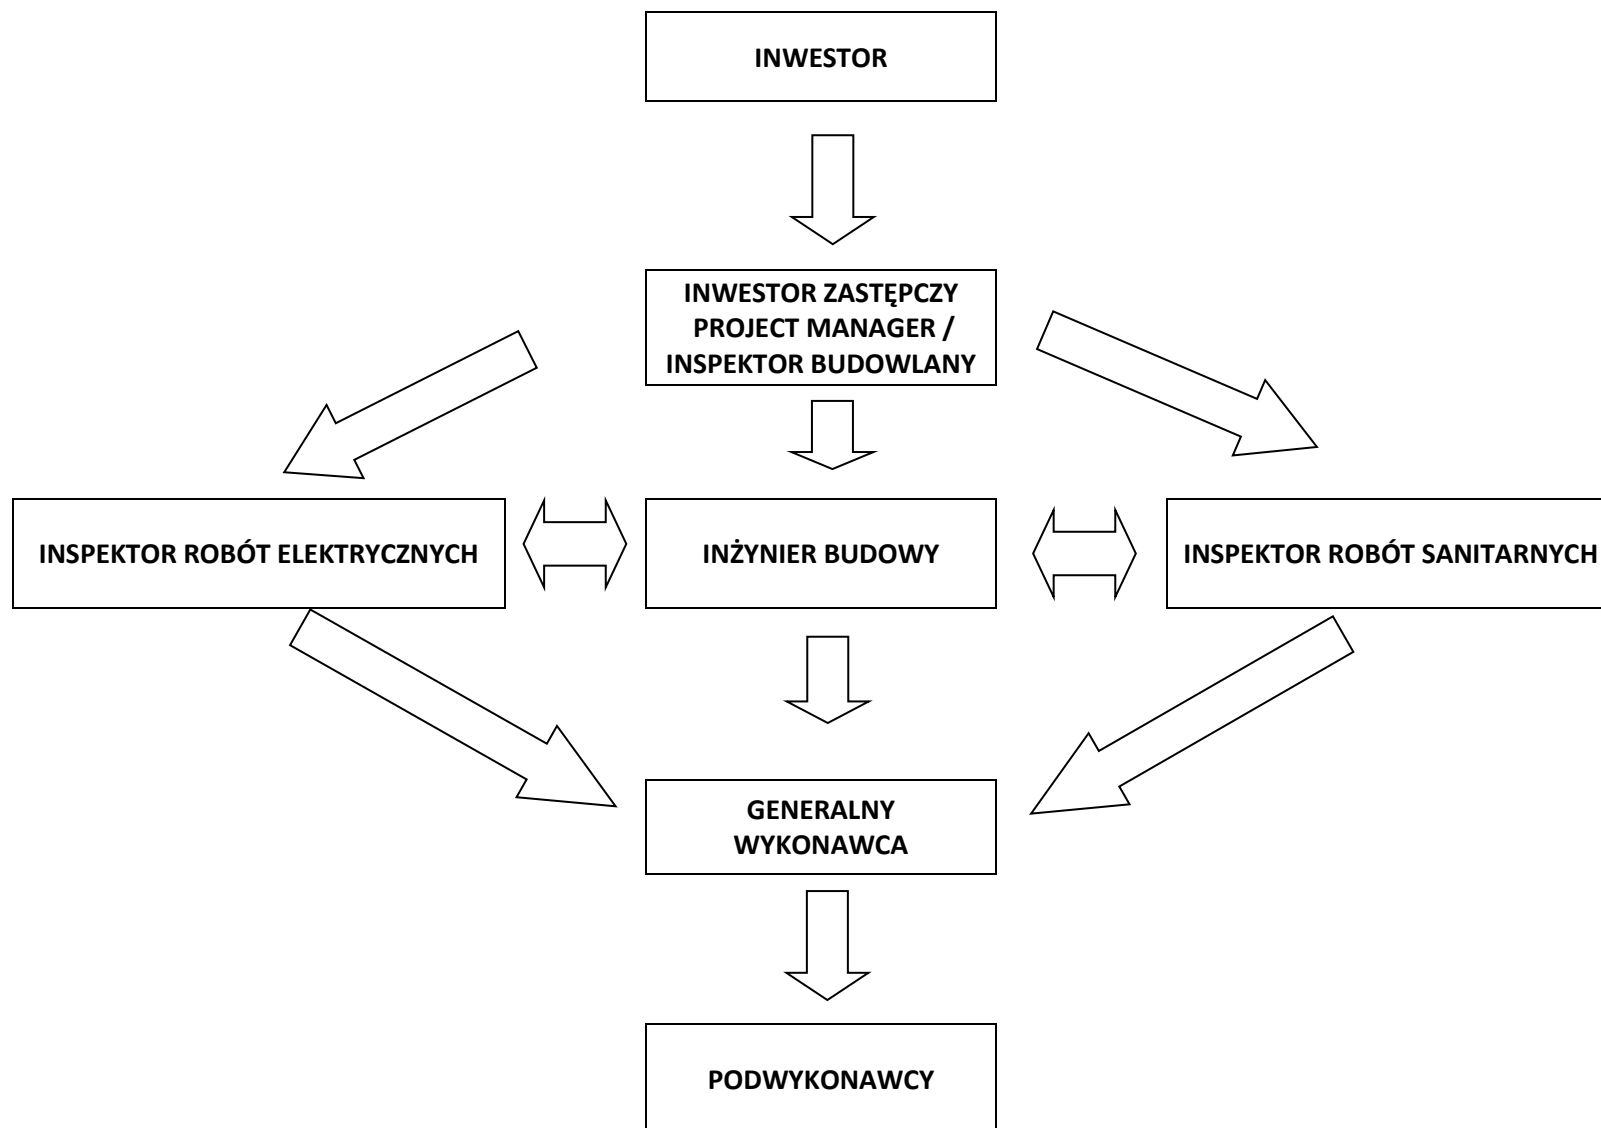 INWESTOR
INWESTOR ZASTĘPCZY
PROJECT MANAGER /
INSPEKTOR BUDOWLANY
INSPEKTOR ROBÓT ELEKTRYCZNYCH
INŻYNIER BUDOWY
INSPEKTOR ROBÓT SANITARNYCH
GENERALNY
WYKONAWCA
PODWYKONAWCY